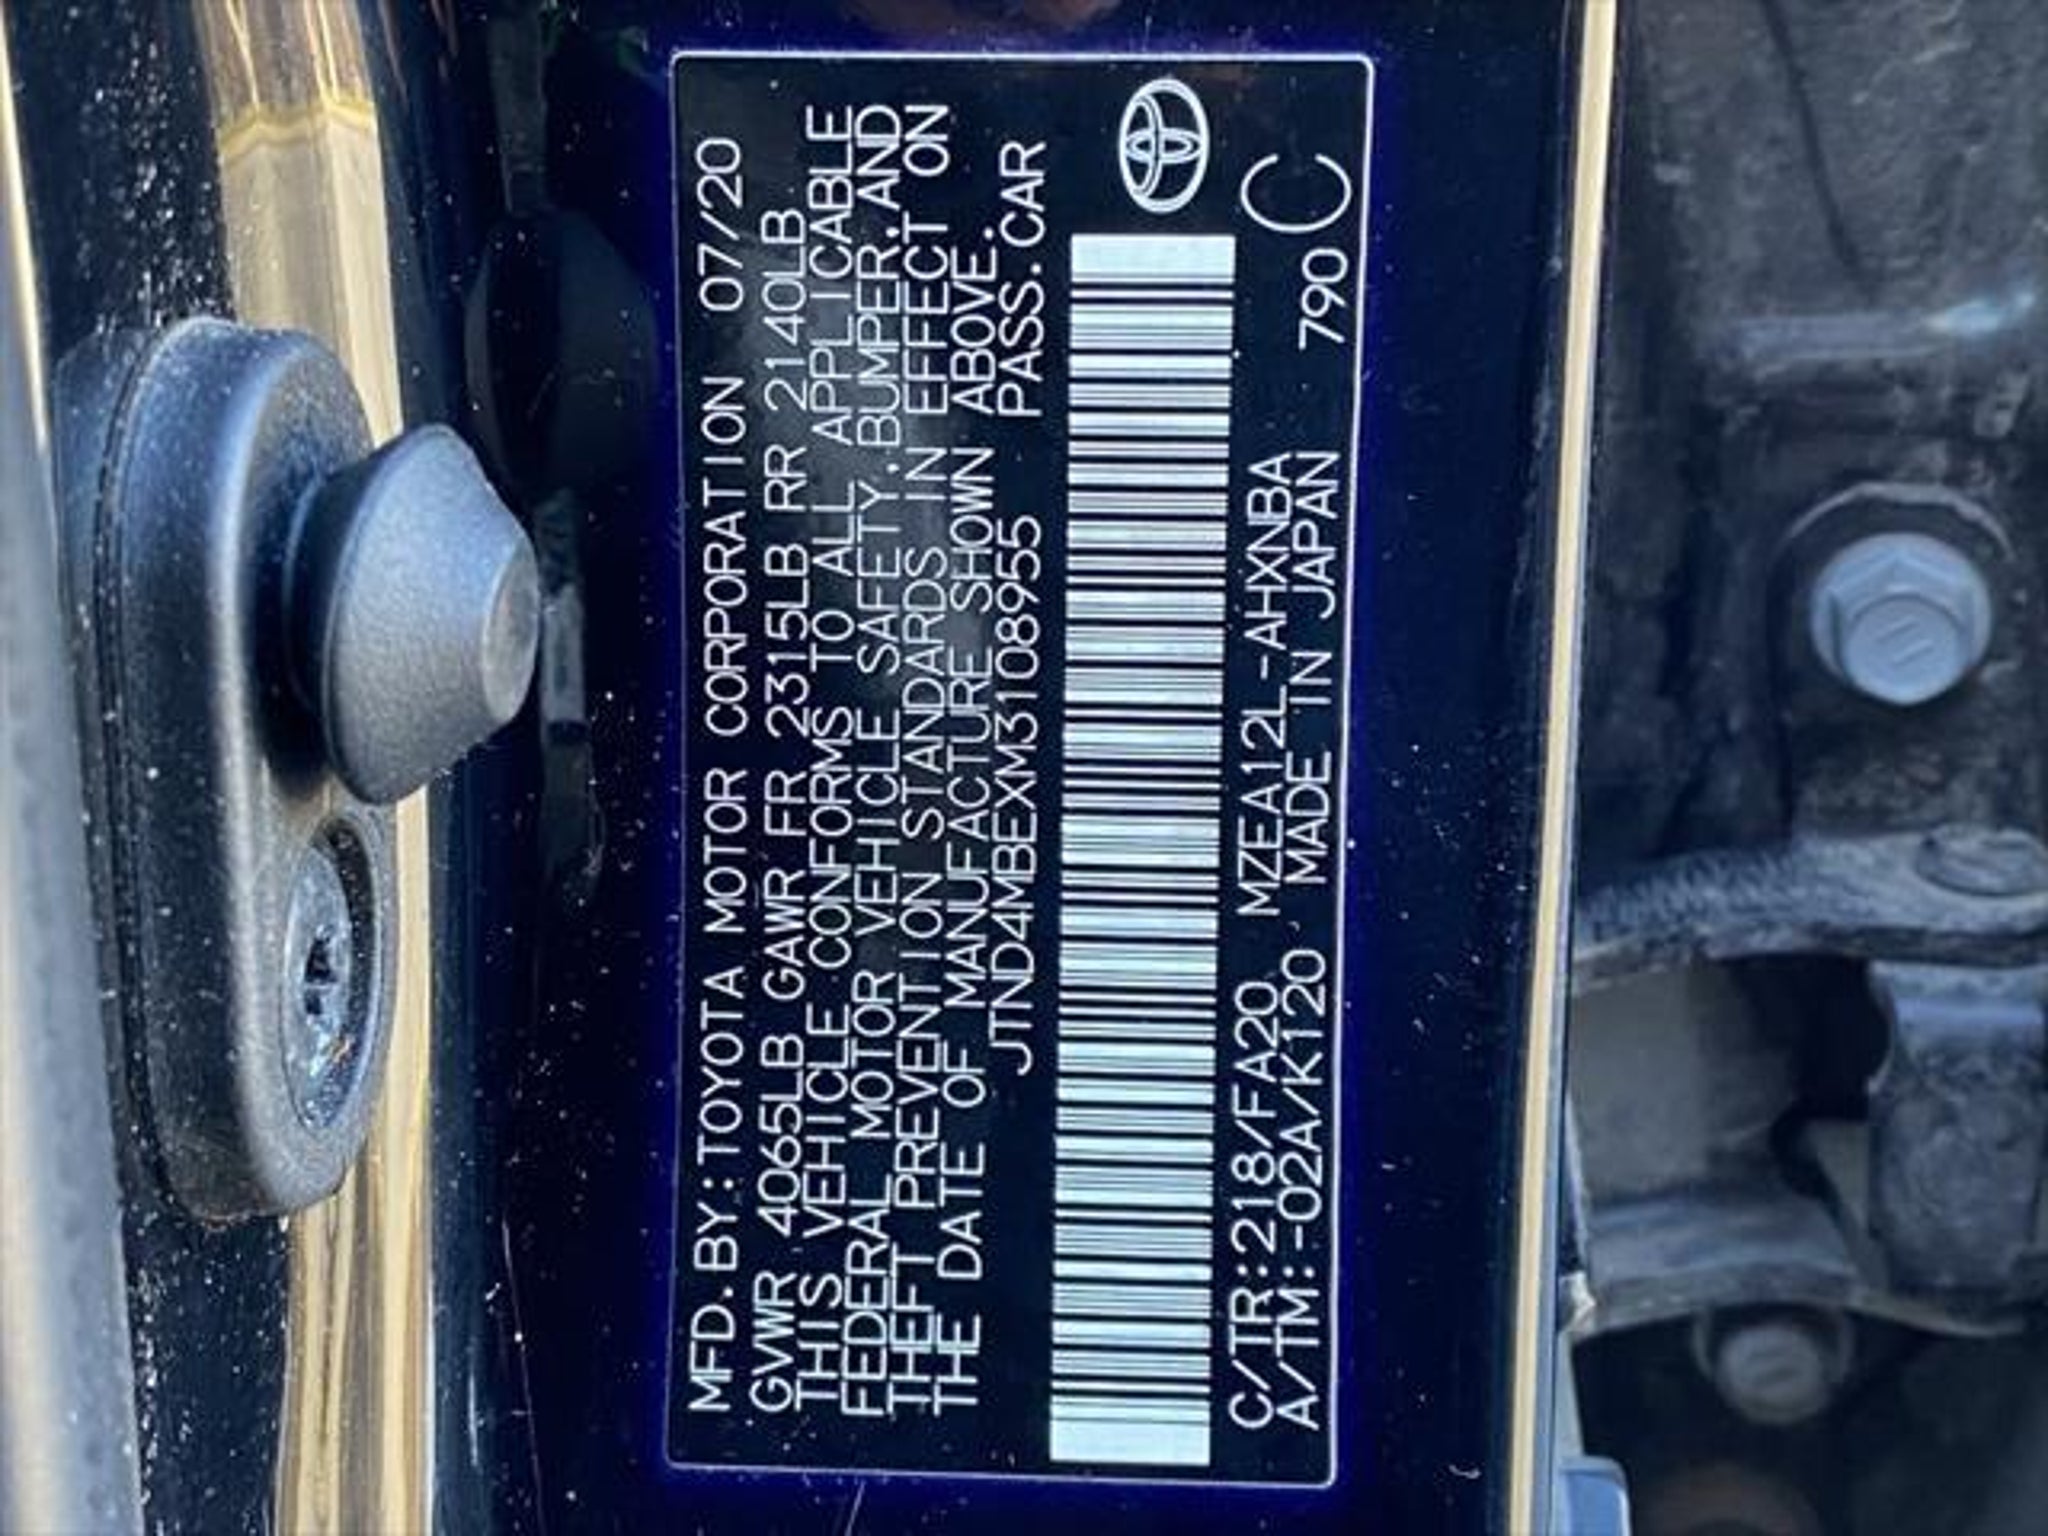 MFD.BY:TOYOTA MOTOR CORPORATION 07/20
GVWR 4065LB GAWR FR 2315LB RR 2140LB
THIS VEHICLE CONFORMS TO ALL APPLICABLE
FEDERAL MOTOR VEHICLE SAFETY.BUMPER.AND
THEFT PREVENTION STANDARDS IN EFFECT ON
THE DATE OF MANUFACTURE SHOWN ABOVE.
JTND4MBEXM3108955 PASS.CAR
C/TR:218/FA20 MZEA12L-AHXNBA
A/TM:-02A/K120 MADE IN JAPAN 790 C